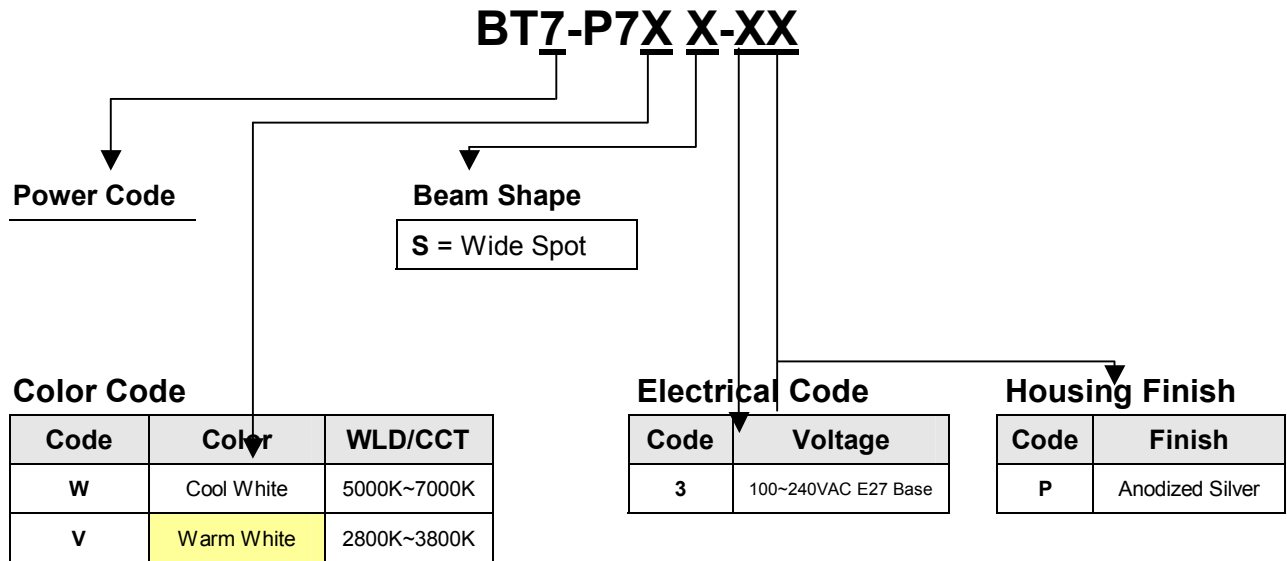 BT7-P7X X-XX
Power Code
Beam Shape
S = Wide Spot
Color Code
Code Color WLD/CCT
W Cool White 5000K~7000K
V Warm White 2800K~3800K
Electrical Code
Code Voltage
3 100~240VAC E27 Base
Housing Finish
Code Finish
P Anodized Silver